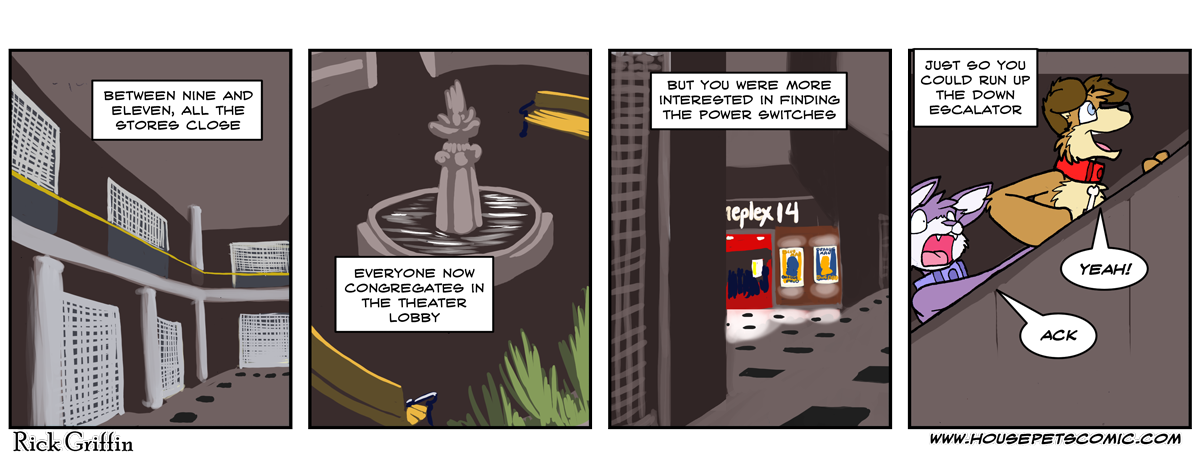 BETWEEN NINE AND
ELEVEN, ALL THE
STORES CLOSE
EVERYONE NOW
CONGREGATES IN
THE THEATER
LOBBY
BUT YOU WERE MORE
INTERESTED IN FINDING
THE POWER SWITCHES
neplex 14
JUST SO YOU
COULD RUN UP
THE DOWN
ESCALATOR
YEAH!
ACK
Rick Griffin
WWW.HOUSEPETSCOMIC.COM